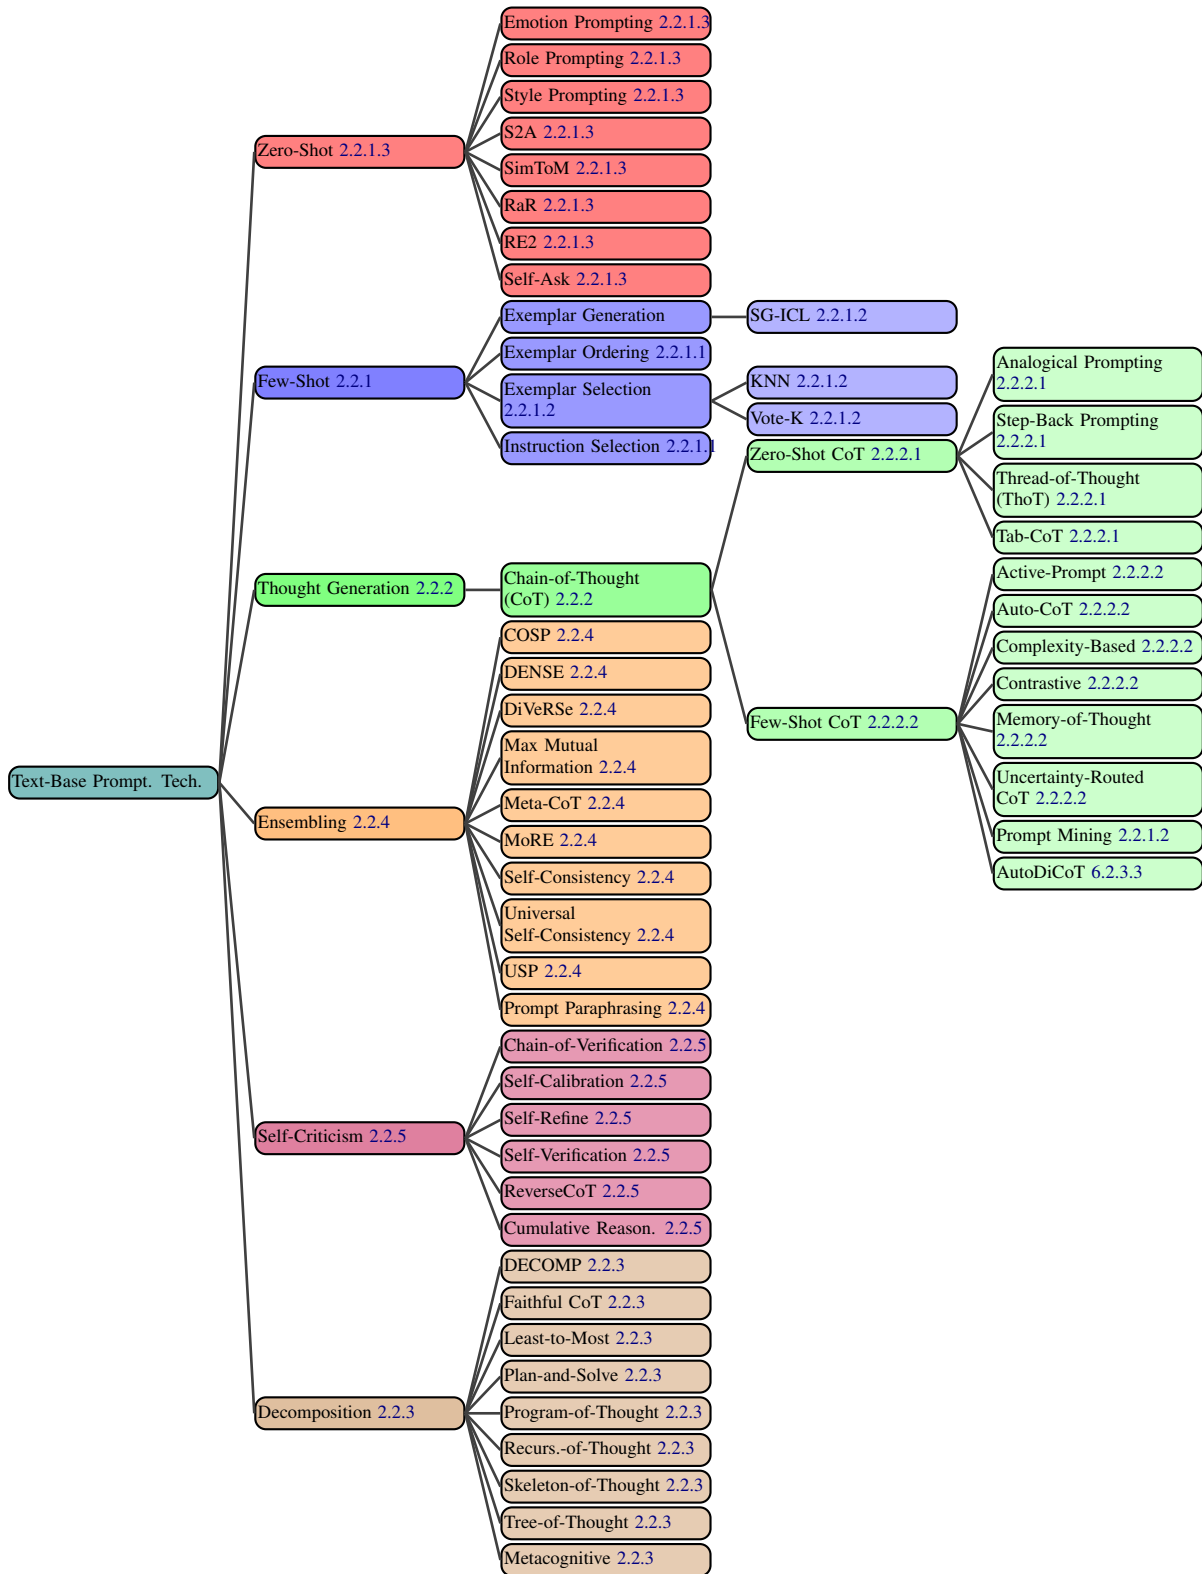 Text-Base Prompt. Tech.
Zero-Shot 2.2.1.3
Emotion Prompting 2.2.1.3
Role Prompting 2.2.1.3
Style Prompting 2.2.1.3
S2A 2.2.1.3
SimToM 2.2.1.3
RaR 2.2.1.3
RE2 2.2.1.3
Self-Ask 2.2.1.3
Few-Shot 2.2.1
Exemplar Generation
SG-ICL 2.2.1.2
Exemplar Ordering 2.2.1.1
Exemplar Selection
2.2.1.2
KNN 2.2.1.2
Vote-K 2.2.1.2
Instruction Selection 2.2.1.1
Thought Generation 2.2.2
Chain-of-Thought
(CoT) 2.2.2
Zero-Shot CoT 2.2.2.1
Analogical Prompting
2.2.2.1
Step-Back Prompting
2.2.2.1
Thread-of-Thought
(ThoT) 2.2.2.1
Tab-CoT 2.2.2.1
Few-Shot CoT 2.2.2.2
Active-Prompt 2.2.2.2
Auto-CoT 2.2.2.2
Complexity-Based 2.2.2.2
Contrastive 2.2.2.2
Memory-of-Thought
2.2.2.2
Uncertainty-Routed
CoT 2.2.2.2
Prompt Mining 2.2.1.2
AutoDiCoT 6.2.3.3
Ensembling 2.2.4
COSP 2.2.4
DENSE 2.2.4
DiVeRSe 2.2.4
Max Mutual
Information 2.2.4
Meta-CoT 2.2.4
MoRE 2.2.4
Self-Consistency 2.2.4
Universal
Self-Consistency 2.2.4
USP 2.2.4
Prompt Paraphrasing 2.2.4
Self-Criticism 2.2.5
Chain-of-Verification 2.2.5
Self-Calibration 2.2.5
Self-Refine 2.2.5
Self-Verification 2.2.5
ReverseCoT 2.2.5
Cumulative Reason. 2.2.5
Decomposition 2.2.3
DECOMP 2.2.3
Faithful CoT 2.2.3
Least-to-Most 2.2.3
Plan-and-Solve 2.2.3
Program-of-Thought 2.2.3
Recurs.-of-Thought 2.2.3
Skeleton-of-Thought 2.2.3
Tree-of-Thought 2.2.3
Metacognitive 2.2.3